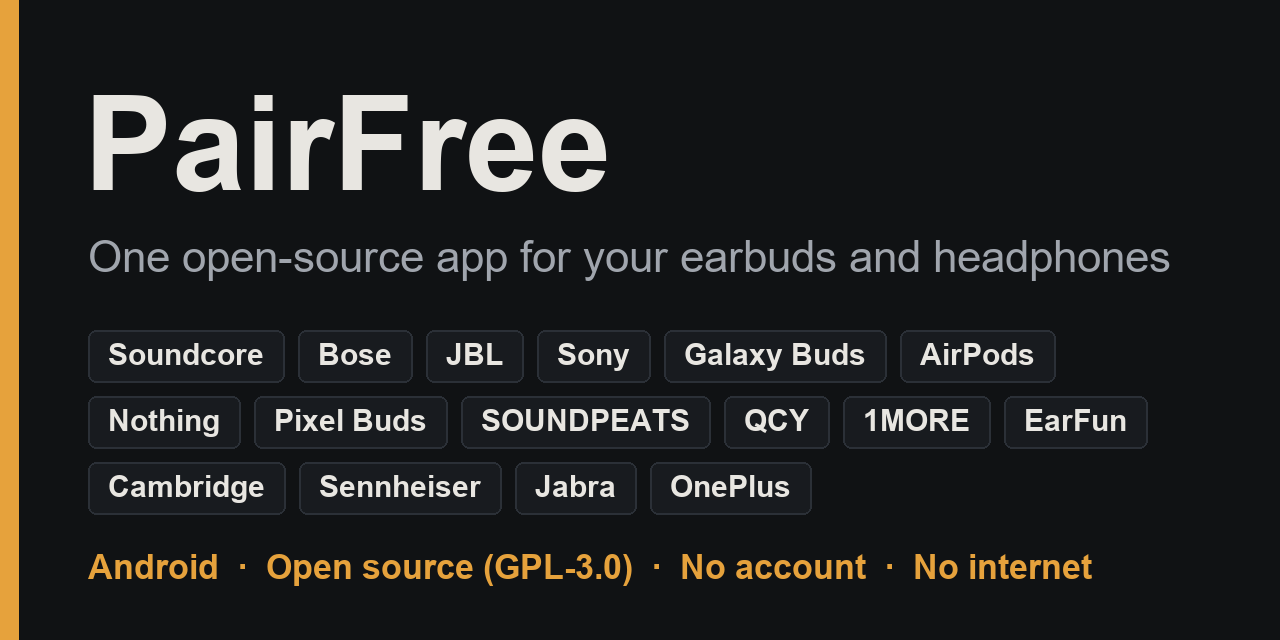 PairFree
One open-source app for your earbuds and headphones
Soundcore Bose JBL Sony Galaxy Buds AirPods
Nothing Pixel Buds SOUNDPEATS QCY 1MORE EarFun
Cambridge Sennheiser Jabra OnePlus
Android · Open source (GPL-3.0) · No account · No internet